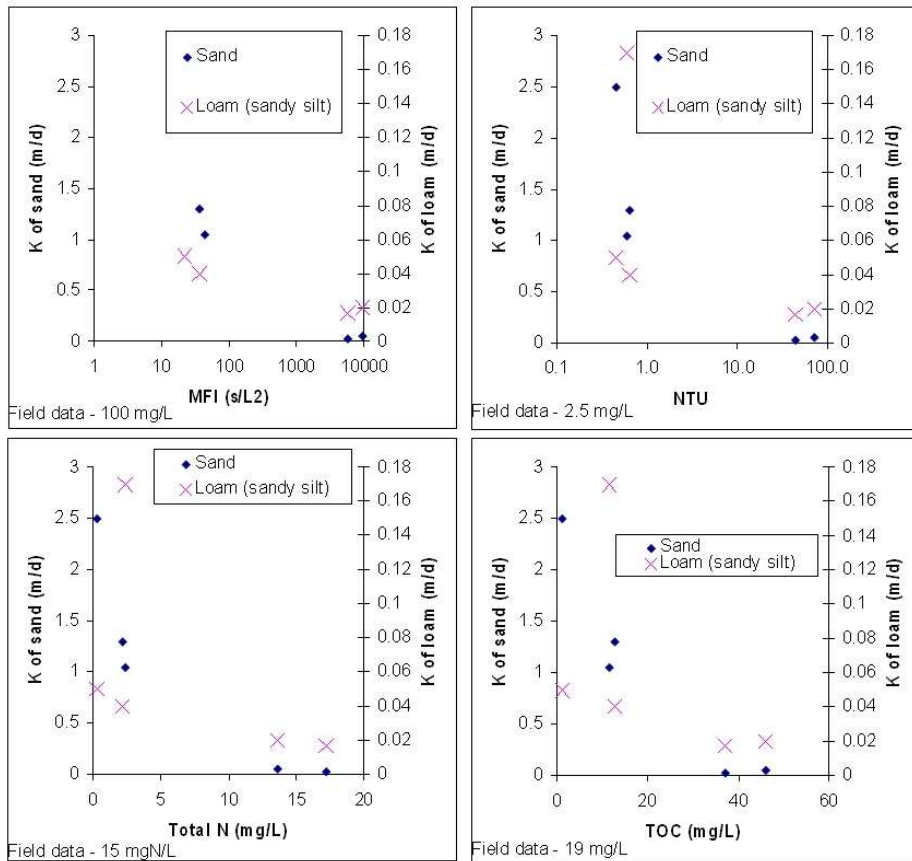 Sand
Loam (sandy silt)
K of sand (m/d)
3
2.5
2
1.5
1
0.5
0
0.18
0.16
0.14
0.12
0.1
0.08
0.06
0.04
0.02
0
K of loam (m/d)
1 10 100 1000 10000
MFI (s/L2)
Field data - 100 mg/L
Sand
Loam (sandy silt)
K of sand (m/d)
3
2.5
2
1.5
1
0.5
0
0.18
0.16
0.14
0.12
0.1
0.08
0.06
0.04
0.02
0
K of loam (m/d)
0.1 1.0 10.0 100.0
NTU
Field data - 2.5 mg/L
Sand
Loam (sandy silt)
K of sand (m/d)
3
2.5
2
1.5
1
0.5
0
0.18
0.16
0.14
0.12
0.1
0.08
0.06
0.04
0.02
0
K of loam (m/d)
0 5 10 15 20
Total N (mg/L)
Field data - 15 mgN/L
Sand
Loam (sandy silt)
K of sand (m/d)
3
2.5
2
1.5
1
0.5
0
0.18
0.16
0.14
0.12
0.1
0.08
0.06
0.04
0.02
0
K of loam (m/d)
0 20 40 60
TOC (mg/L)
Field data - 19 mg/L